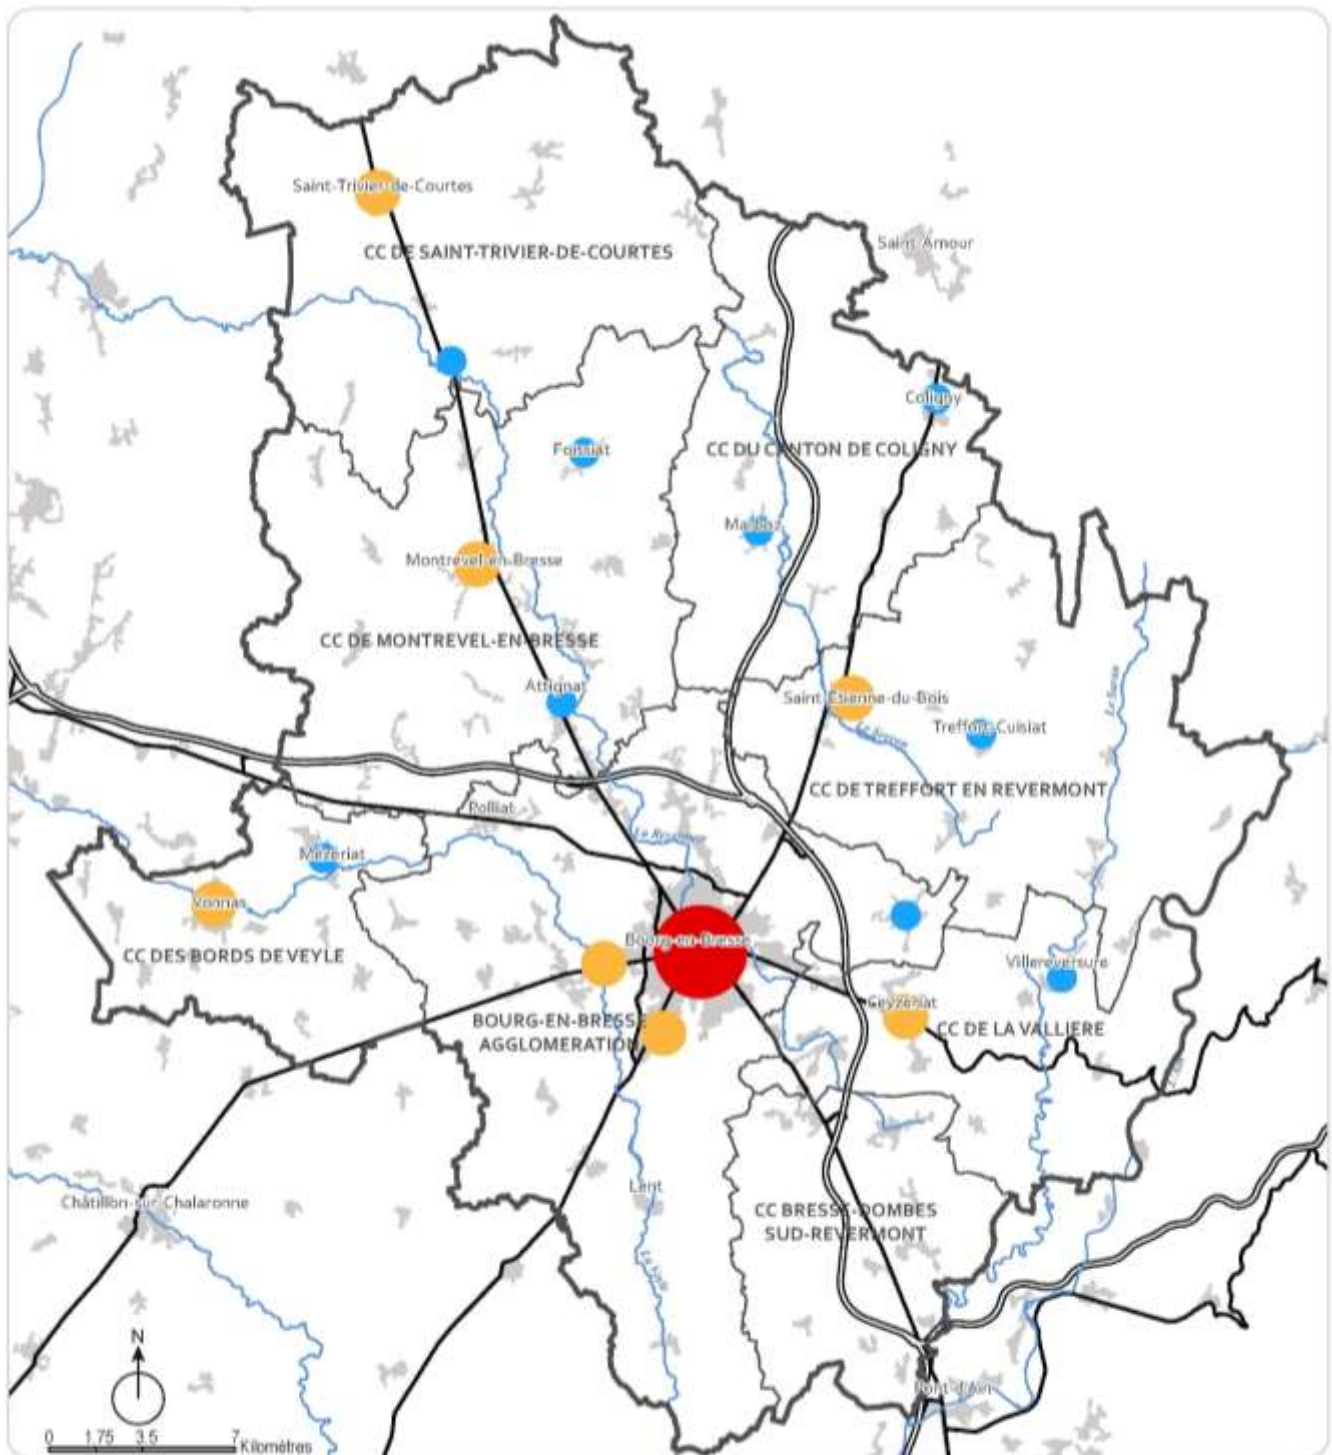 Saint-Trivier-de-Courtes
Saint-Amour
CC DE SAINT-TRIVIER-DE-COURTES
Coligny
Foissiat
CC DU CANTON DE COLIGNY
Marboz
Montrevel-en-Bresse
CC DE MONTREVEL-EN-BRESSE
Attignat
Saint-Étienne-du-Bois
Treffort-Cuisiat
Le Suran
CC DE TREFFORT EN REVERMONT
Polliat
Mézériat
Vonnas
Bourg-en-Bresse
CC DES BORDS DE VEYLE
Villereversure
Ceyzériat
BOURG-EN-BRESSE
AGGLOMERATION
CC DE LA VALLIERE
Lent
Châtillon-sur-Chalaronne
CC BRESSE-DOMBES
SUD-REVERMONT
N
Pont-d'Ain
0 1.75 3.5 7
Kilomètres